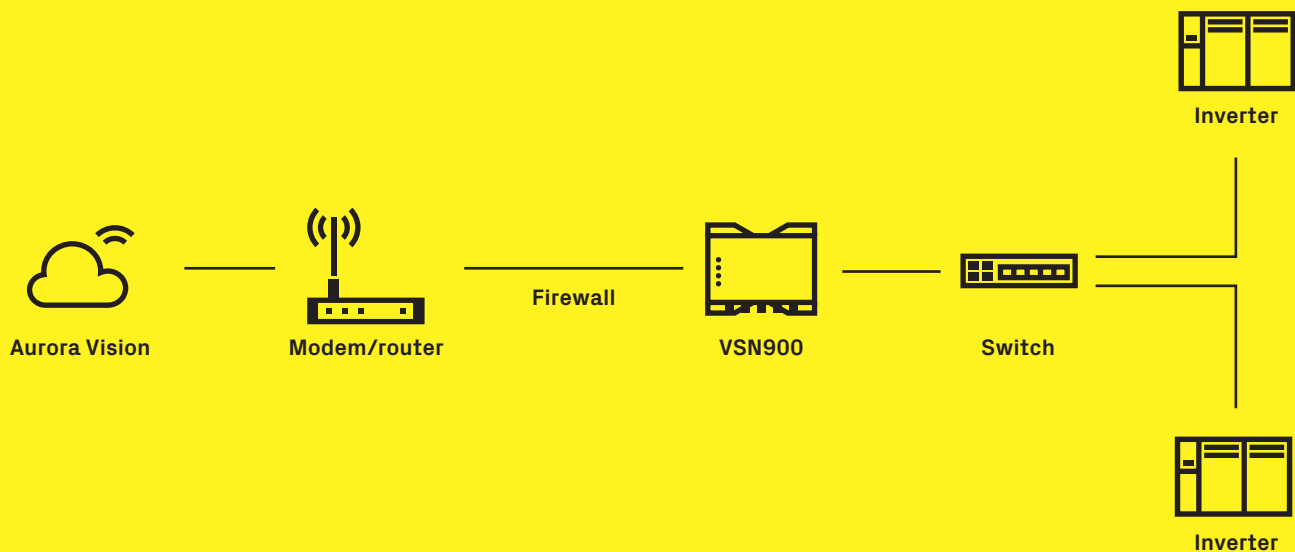 Inverter
Firewall
Aurora Vision
Modem/router
VSN900
Switch
Inverter